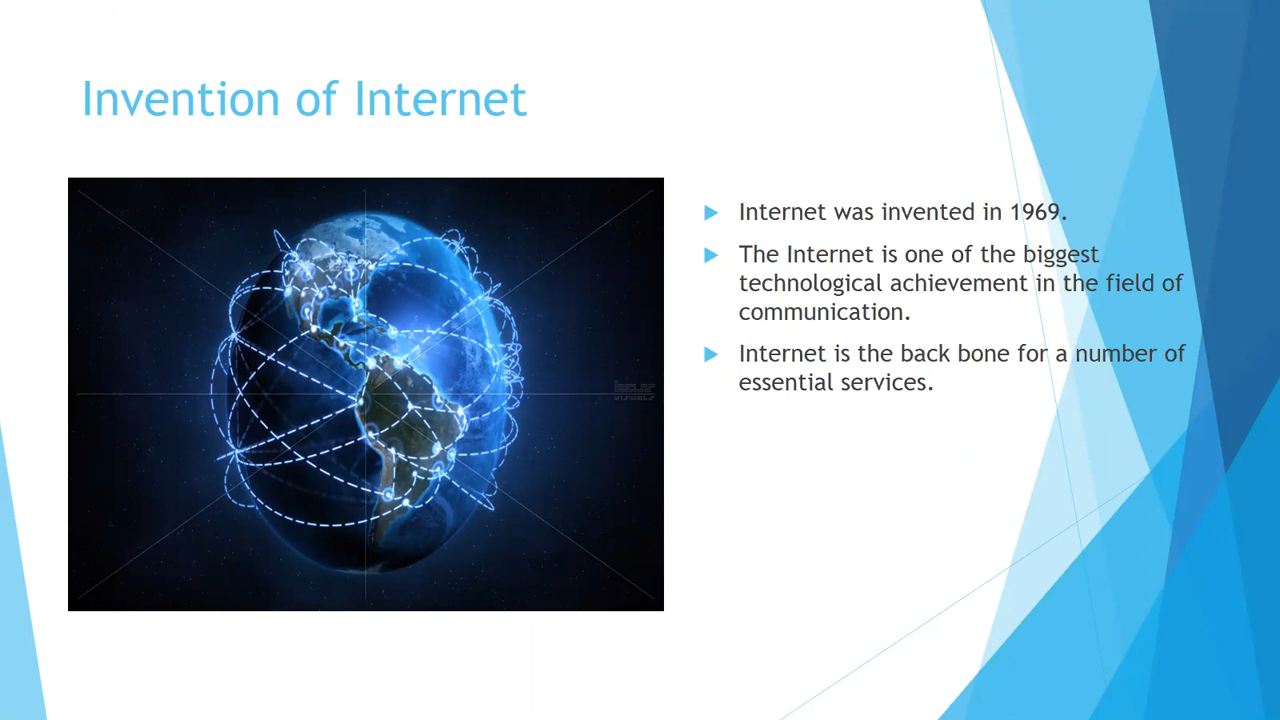 Invention of Internet
Internet was invented in 1969.
The Internet is one of the biggest
technological achievement in the field of
communication.
Internet is the back bone for a number of
essential services.